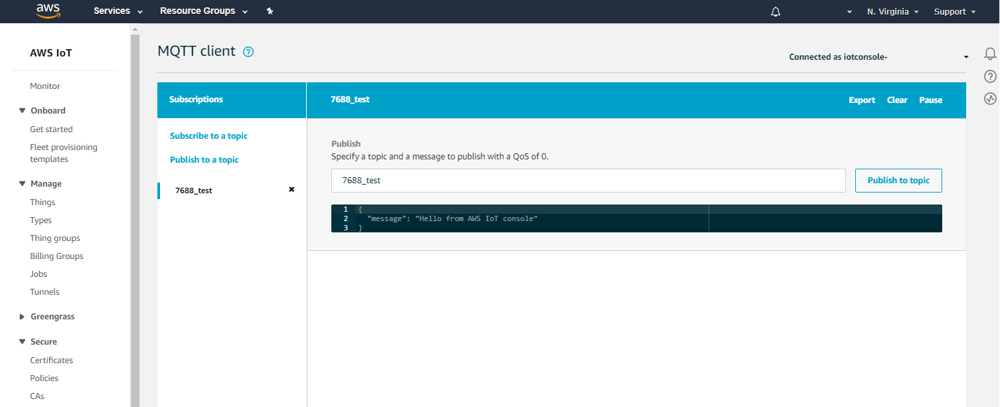 aws
Services
Resource Groups
N. Virginia
Support
AWS IoT
Monitor
Onboard
Get started
Fleet provisioning
templates
Manage
Things
Types
Thing groups
Billing Groups
Jobs
Tunnels
Greengrass
Secure
Certificates
Policies
CAs
MQTT client ?
Connected as iotconsole-
Subscriptions
Subscribe to a topic
Publish to a topic
7688_test
7688_test
Export Clear Pause
Publish
Specify a topic and a message to publish with a QoS of 0.
7688_test
Publish to topic
1 {
2 "message": "Hello from AWS IoT console"
3 }
?